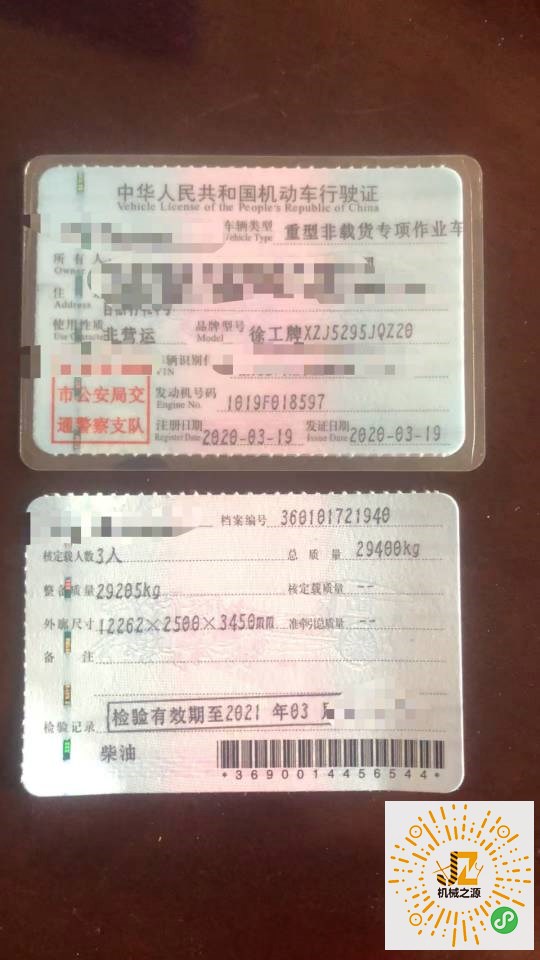 中华人民共和国机动车行驶证
Vehicle License of the People's Republic of China
车辆类型 重型非载货专项作业车
Vehicle Type
所有人
Owner
住
Address
使用性质 非营运 品牌型号 徐工牌XZJ5295JQZ20
Use Character Model
车辆识别代
VIN
市公安局交
通警察支队
发动机号码 1019F018597
Engine No.
注册日期 2020-03-19 发证日期 2020-03-19
Register Date Issue Date
档案编号 360101721940
核定载人数 3人 总质量 29400kg
整备质量 29205kg 核定载质量 --
外廓尺寸 12262×2500×3450mm 准牵引总质量 --
备注
检验记录 检验有效期至2021 年03 月
柴油
*3690014456544*
JZ
机械之源